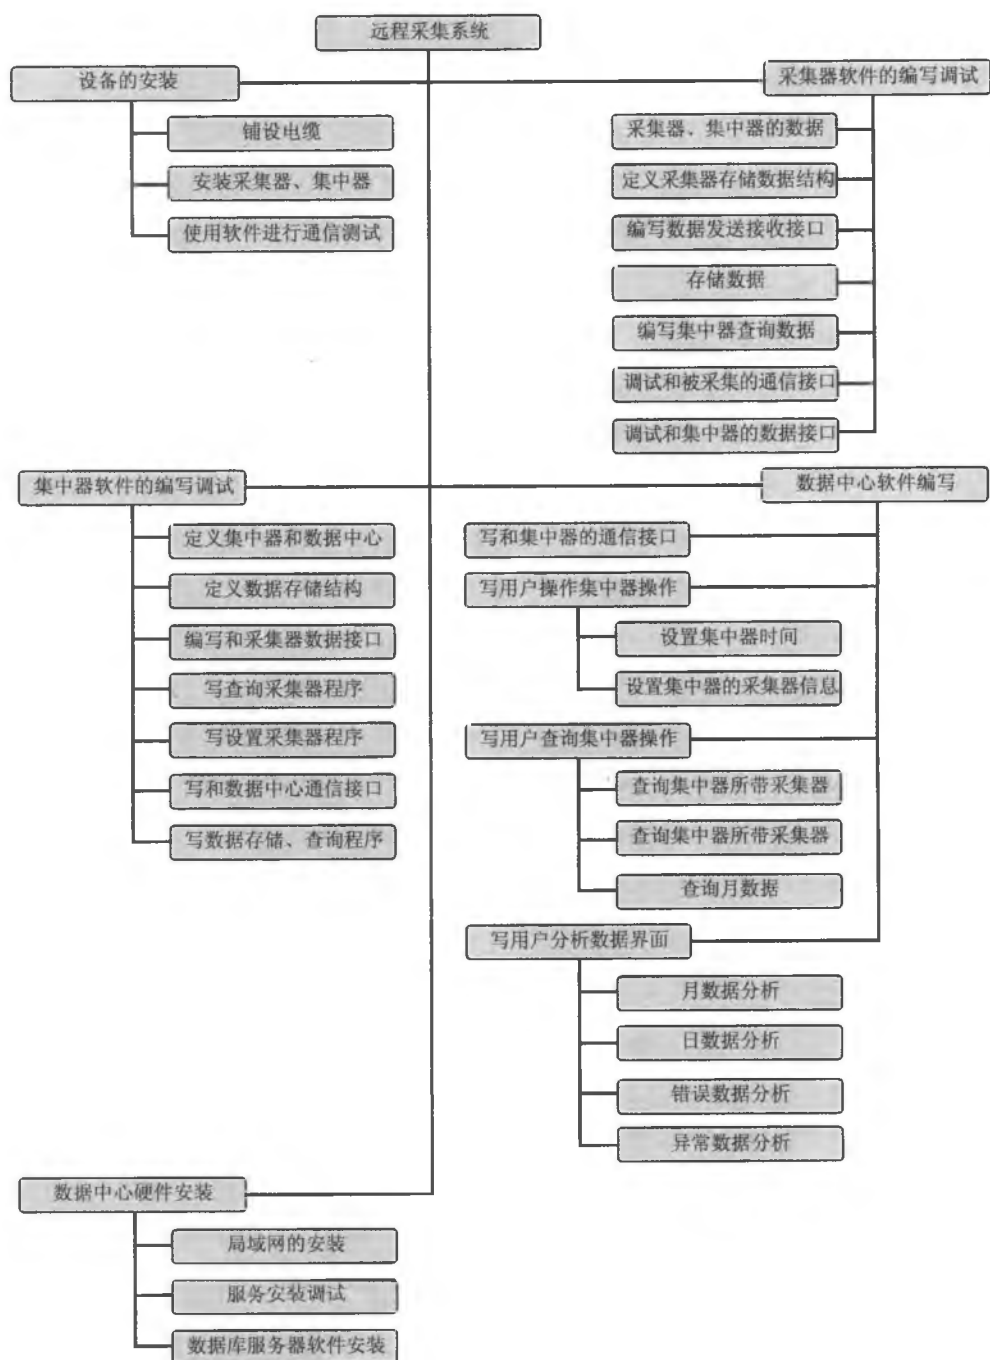 远程采集系统
设备的安装
铺设电缆
安装采集器、集中器
使用软件进行通信测试
采集器软件的编写调试
采集器、集中器的数据
定义采集器存储数据结构
编写数据发送接收接口
存储数据
编写集中器查询数据
调试和被采集的通信接口
调试和集中器的数据接口
集中器软件的编写调试
定义集中器和数据中心
定义数据存储结构
编写和采集器数据接口
写查询采集器程序
写设置采集器程序
写和数据中心通信接口
写数据存储、查询程序
数据中心软件编写
写和集中器的通信接口
写用户操作集中器操作
设置集中器时间
设置集中器的采集器信息
写用户查询集中器操作
查询集中器所带采集器
查询集中器所带采集器
查询月数据
写用户分析数据界面
月数据分析
日数据分析
错误数据分析
异常数据分析
数据中心硬件安装
局域网的安装
服务安装调试
数据库服务器软件安装